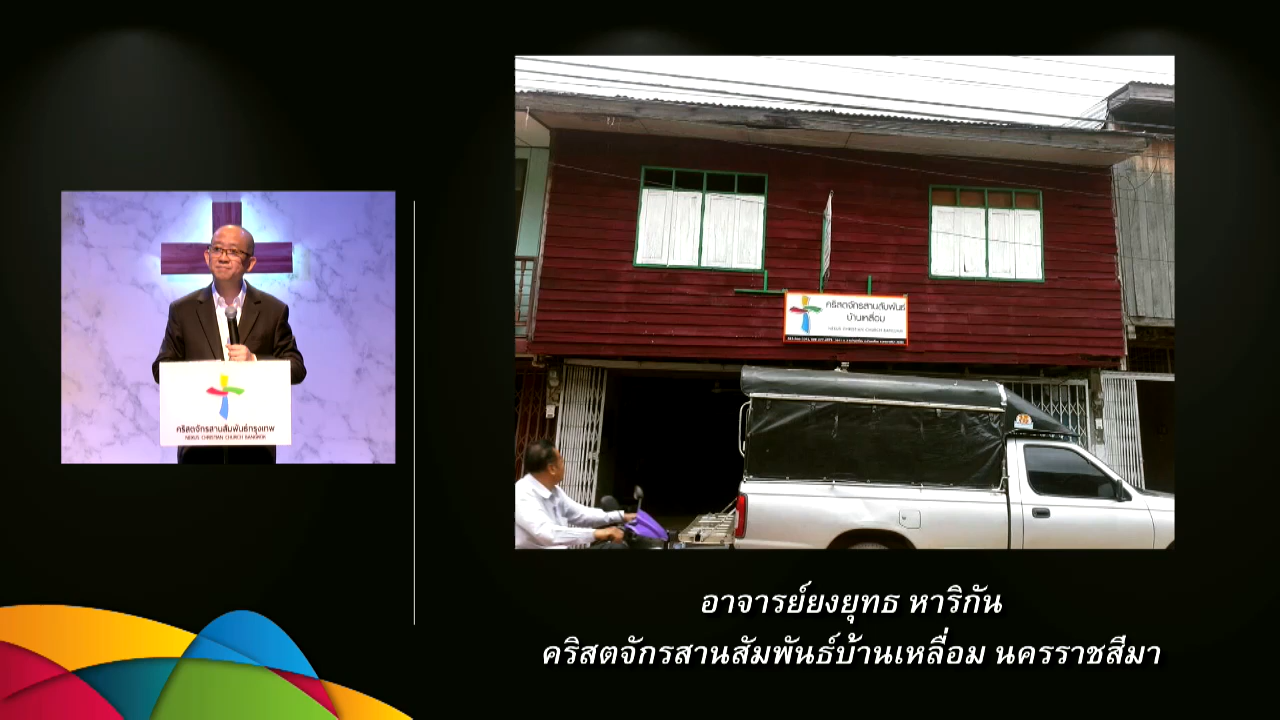 คริสตจักรสานสัมพันธ์กรุงเทพ
NEXUS CHRISTIAN CHURCH BANGKOK
คริสตจักรสานสัมพันธ์
บ้านเหลื่อม
NEXUS CHRISTIAN CHURCH BANGKOK
อาจารย์ยงยุทธ หาริกัน
คริสตจักรสานสัมพันธ์บ้านเหลื่อม นครราชสีมา